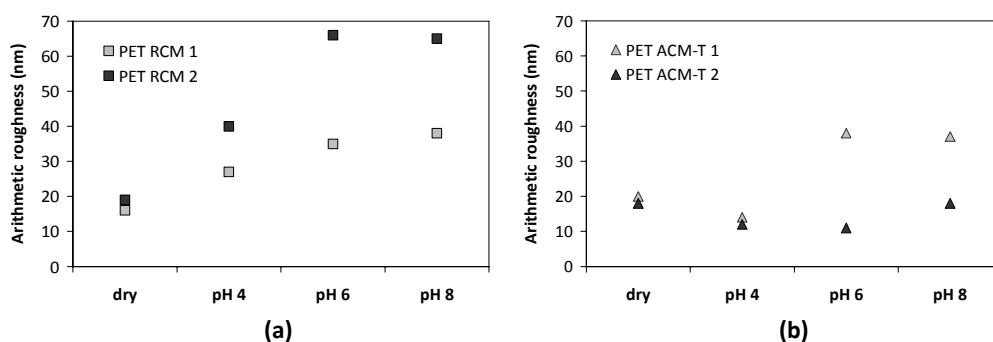 Arithmetic roughness (nm)
70
60
50
40
30
20
10
0
PET RCM 1
PET RCM 2
dry
pH 4
pH 6
pH 8
(a)
Arithmetic roughness (nm)
70
60
50
40
30
20
10
0
PET ACM-T 1
PET ACM-T 2
dry
pH 4
pH 6
pH 8
(b)